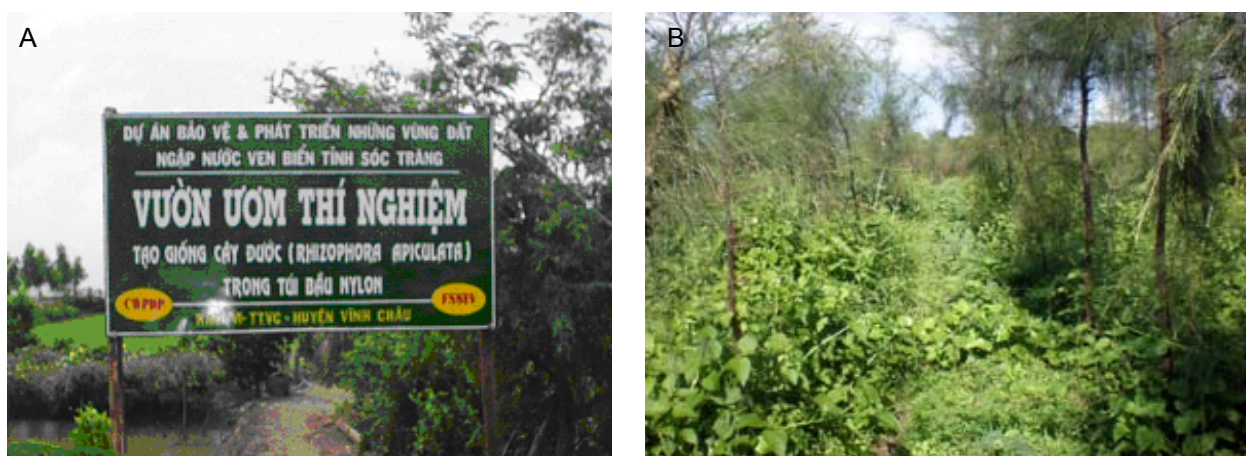 A
DỰ ÁN BẢO VỆ & PHÁT TRIỂN NHỮNG VÙNG ĐẤT
NGẬP NƯỚC VEN BIỂN TỈNH SÓC TRĂNG
VƯỜN ƯƠM THÍ NGHIỆM
TẠO GIỐNG CÂY ĐƯỚC (RHIZOPHORA APICULATA)
TRONG TÚI BẦU NYLON
CWPDP
FSSIV
-TTVC-HUYỆN VĨNH CHÂU
B